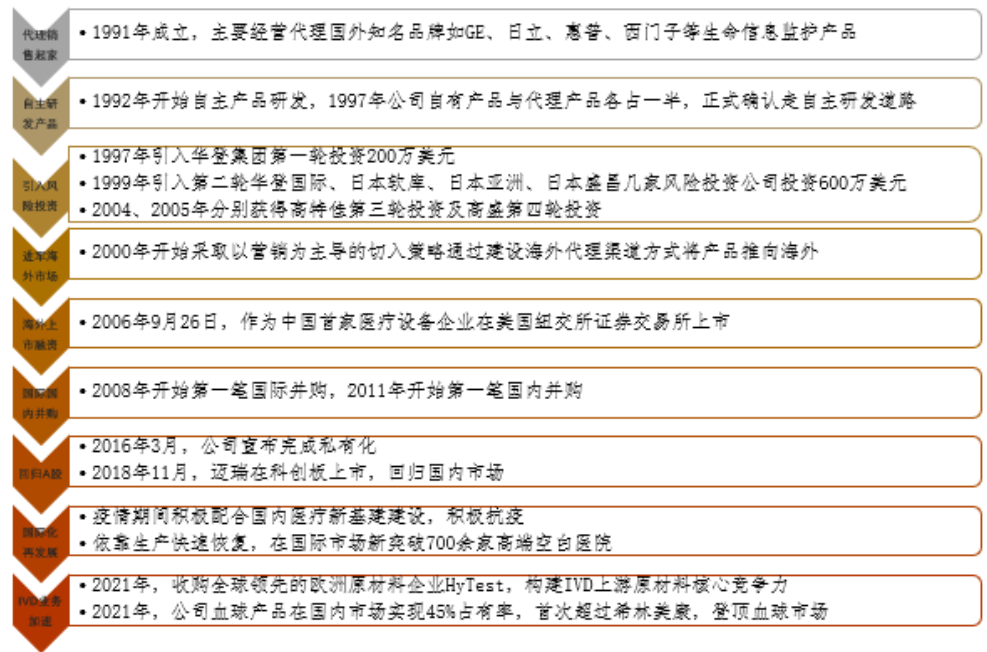 代理销
售起家
• 1991年成立，主要经营代理国外知名品牌如GE、日立、惠普、西门子等生命信息监护产品
自主研
发产品
• 1992年开始自主产品研发，1997年公司自有产品与代理产品各占一半，正式确认走自主研发道路
引入风
险投资
• 1997年引入华登集团第一轮投资200万美元
• 1999年引入第二轮华登国际、日本软库、日本亚洲、日本盛昌几家风险投资公司投资600万美元
• 2004、2005年分别获得高特佳第三轮投资及高盛第四轮投资
进军海
外市场
• 2000年开始采取以营销为主导的切入策略通过建设海外代理渠道方式将产品推向海外
海外上
市融资
• 2006年9月26日，作为中国首家医疗设备企业在美国纽交所证券交易所上市
国际国
内并购
• 2008年开始第一笔国际并购，2011年开始第一笔国内并购
回归A股
• 2016年3月，公司宣布完成私有化
• 2018年11月，迈瑞在科创板上市，回归国内市场
国际化
再发展
• 疫情期间积极配合国内医疗新基建建设，积极抗疫
• 依靠生产快速恢复，在国际市场新突破700余家高端空白医院
IVD业务
加速
• 2021年，收购全球领先的欧洲原材料企业HyTest，构建IVD上游原材料核心竞争力
• 2021年，公司血球产品在国内市场实现45%占有率，首次超过希森美康，登顶血球市场